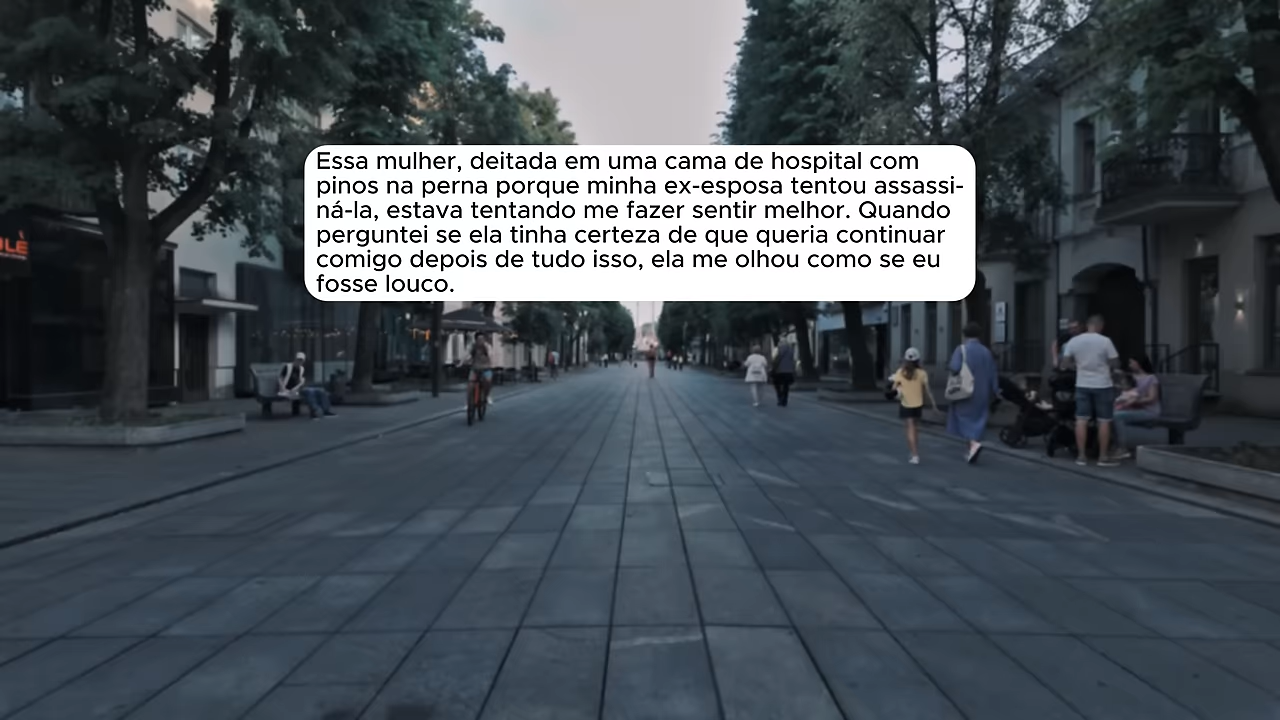 Essa mulher, deitada em uma cama de hospital com
pinos na perna porque minha ex-esposa tentou assassi-
ná-la, estava tentando me fazer sentir melhor. Quando
perguntei se ela tinha certeza de que queria continuar
comigo depois de tudo isso, ela me olhou como se eu
fosse louco.